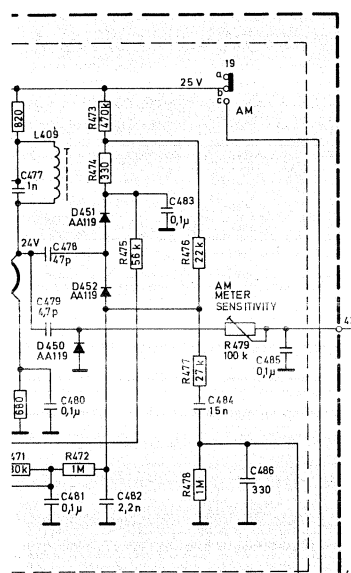 19
25 V
a
b
c
AM
820
R473
470k
L409
C477
1n
R474
330
D451
AA119
C483
0,1µ
24V
C478
47p
R475
56 k
R476
22 k
D452
AA119
AM
METER
SENSITIVITY
C479
4,7p
D450
AA119
R479
100 k
C485
0,1µ
R477
27 k
C480
0,1µ
680
C484
15n
471
R472
1M
R478
1M
C486
330
C481
0,1µ
C482
2,2n